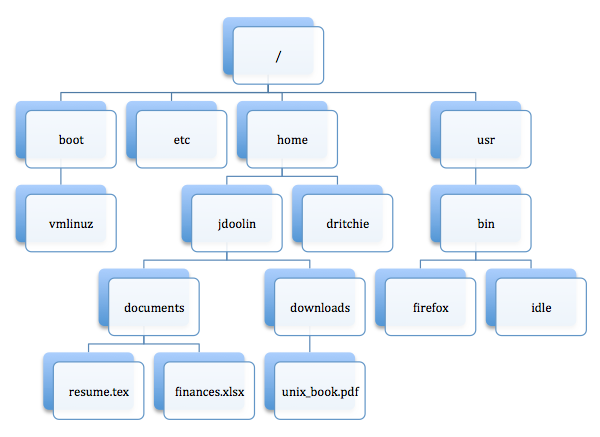 /
boot
etc
home
usr
vmlinuz
jdoolin
dritchie
bin
documents
downloads
firefox
idle
resume.tex
finances.xlsx
unix_book.pdf